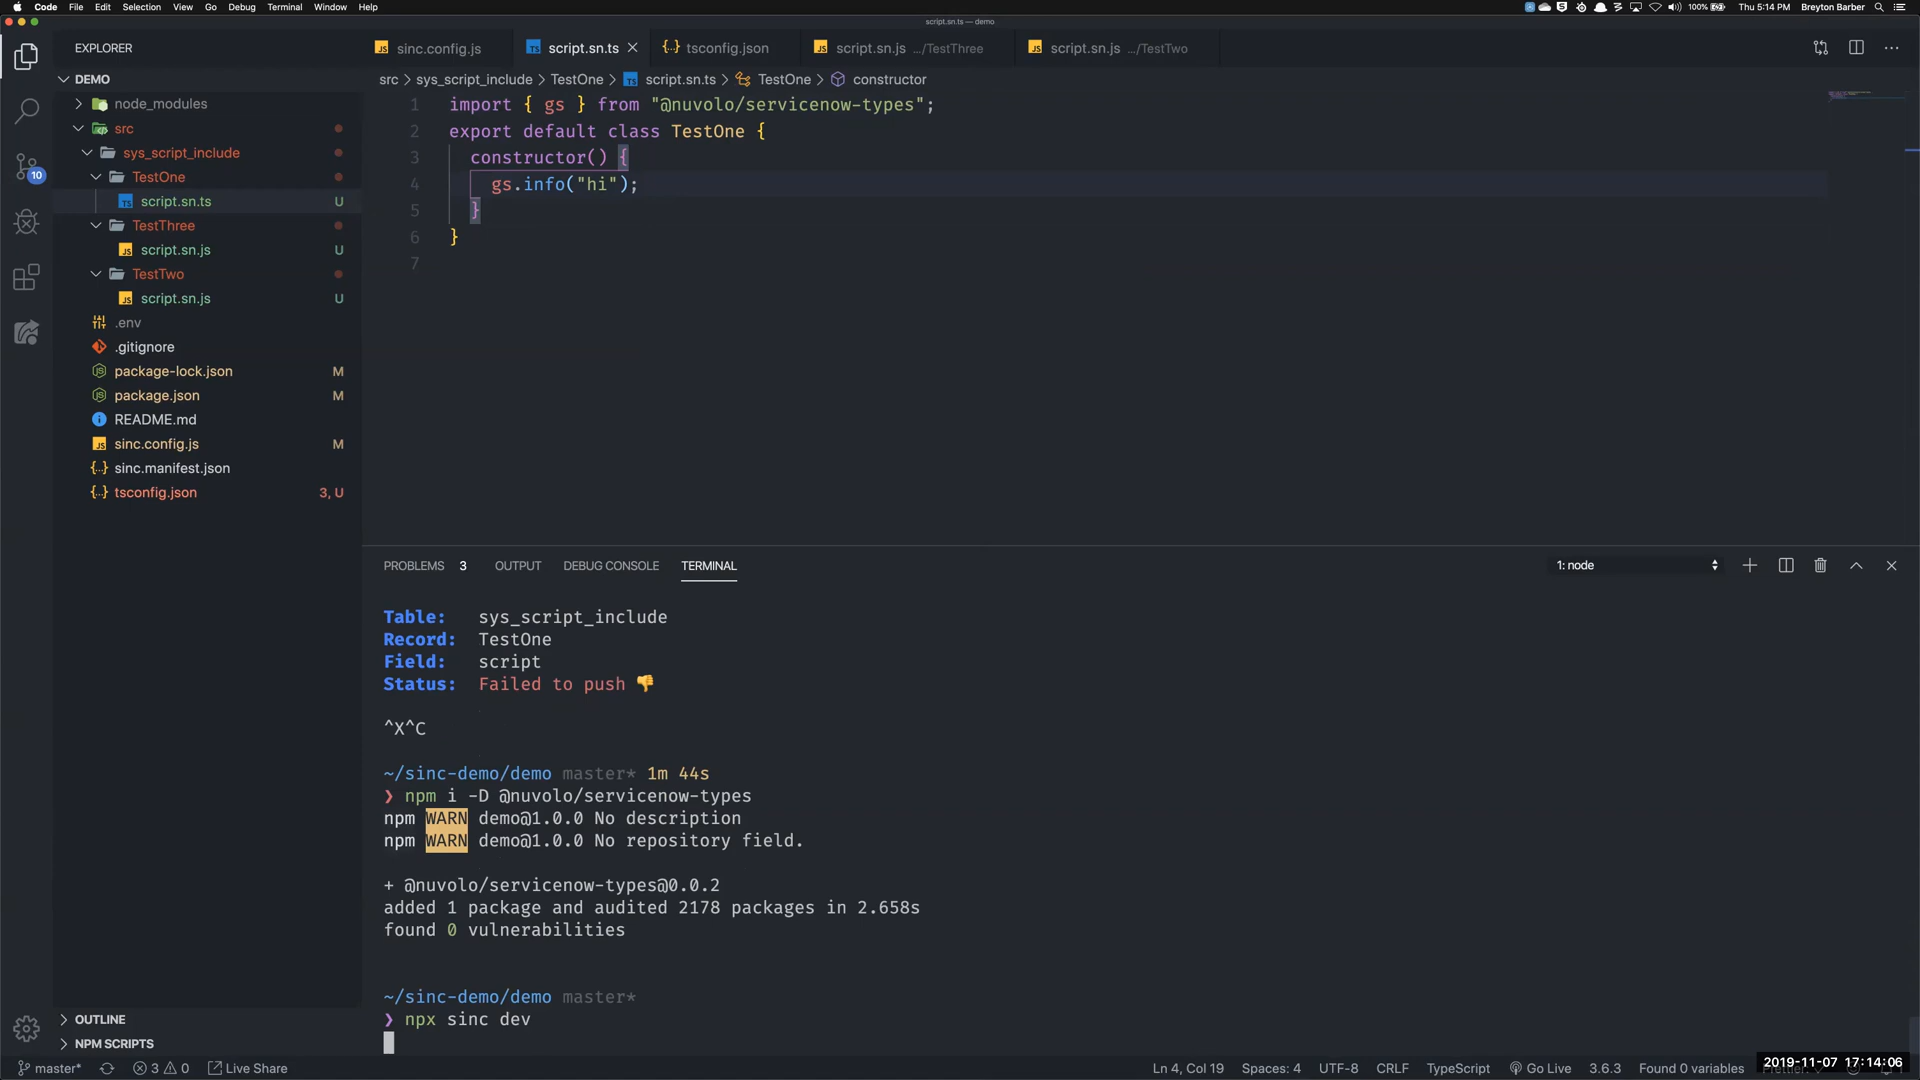 Code File Edit Selection View Go Debug Terminal Window Help
100% Thu 5:14 PM Breyton Barber
script.sn.ts — demo
EXPLORER
sinc.config.js
script.sn.ts
tsconfig.json
script.sn.js .../TestThree
script.sn.js .../TestTwo
DEMO
node_modules
src
sys_script_include
TestOne
script.sn.ts U
TestThree
script.sn.js U
TestTwo
script.sn.js U
.env
.gitignore
package-lock.json M
package.json M
README.md
sinc.config.js M
sinc.manifest.json
tsconfig.json 3, U
OUTLINE
NPM SCRIPTS
10
src > sys_script_include > TestOne > script.sn.ts > TestOne > constructor
1 import { gs } from "@nuvolo/servicenow-types";
2 export default class TestOne {
3 constructor() {
4 gs.info("hi");
5 }
6 }
7
PROBLEMS 3 OUTPUT DEBUG CONSOLE TERMINAL
1: node
Table: sys_script_include
Record: TestOne
Field: script
Status: Failed to push 👎
^X^C
~/sinc-demo/demo master* 1m 44s
❯ npm i -D @nuvolo/servicenow-types
npm WARN demo@1.0.0 No description
npm WARN demo@1.0.0 No repository field.
+ @nuvolo/servicenow-types@0.0.2
added 1 package and audited 2178 packages in 2.658s
found 0 vulnerabilities
~/sinc-demo/demo master*
❯ npx sinc dev
master* 3 0 Live Share
Ln 4, Col 19 Spaces: 4 UTF-8 CRLF TypeScript Go Live 3.6.3 Found 0 variables
2019-11-07 17:14:06